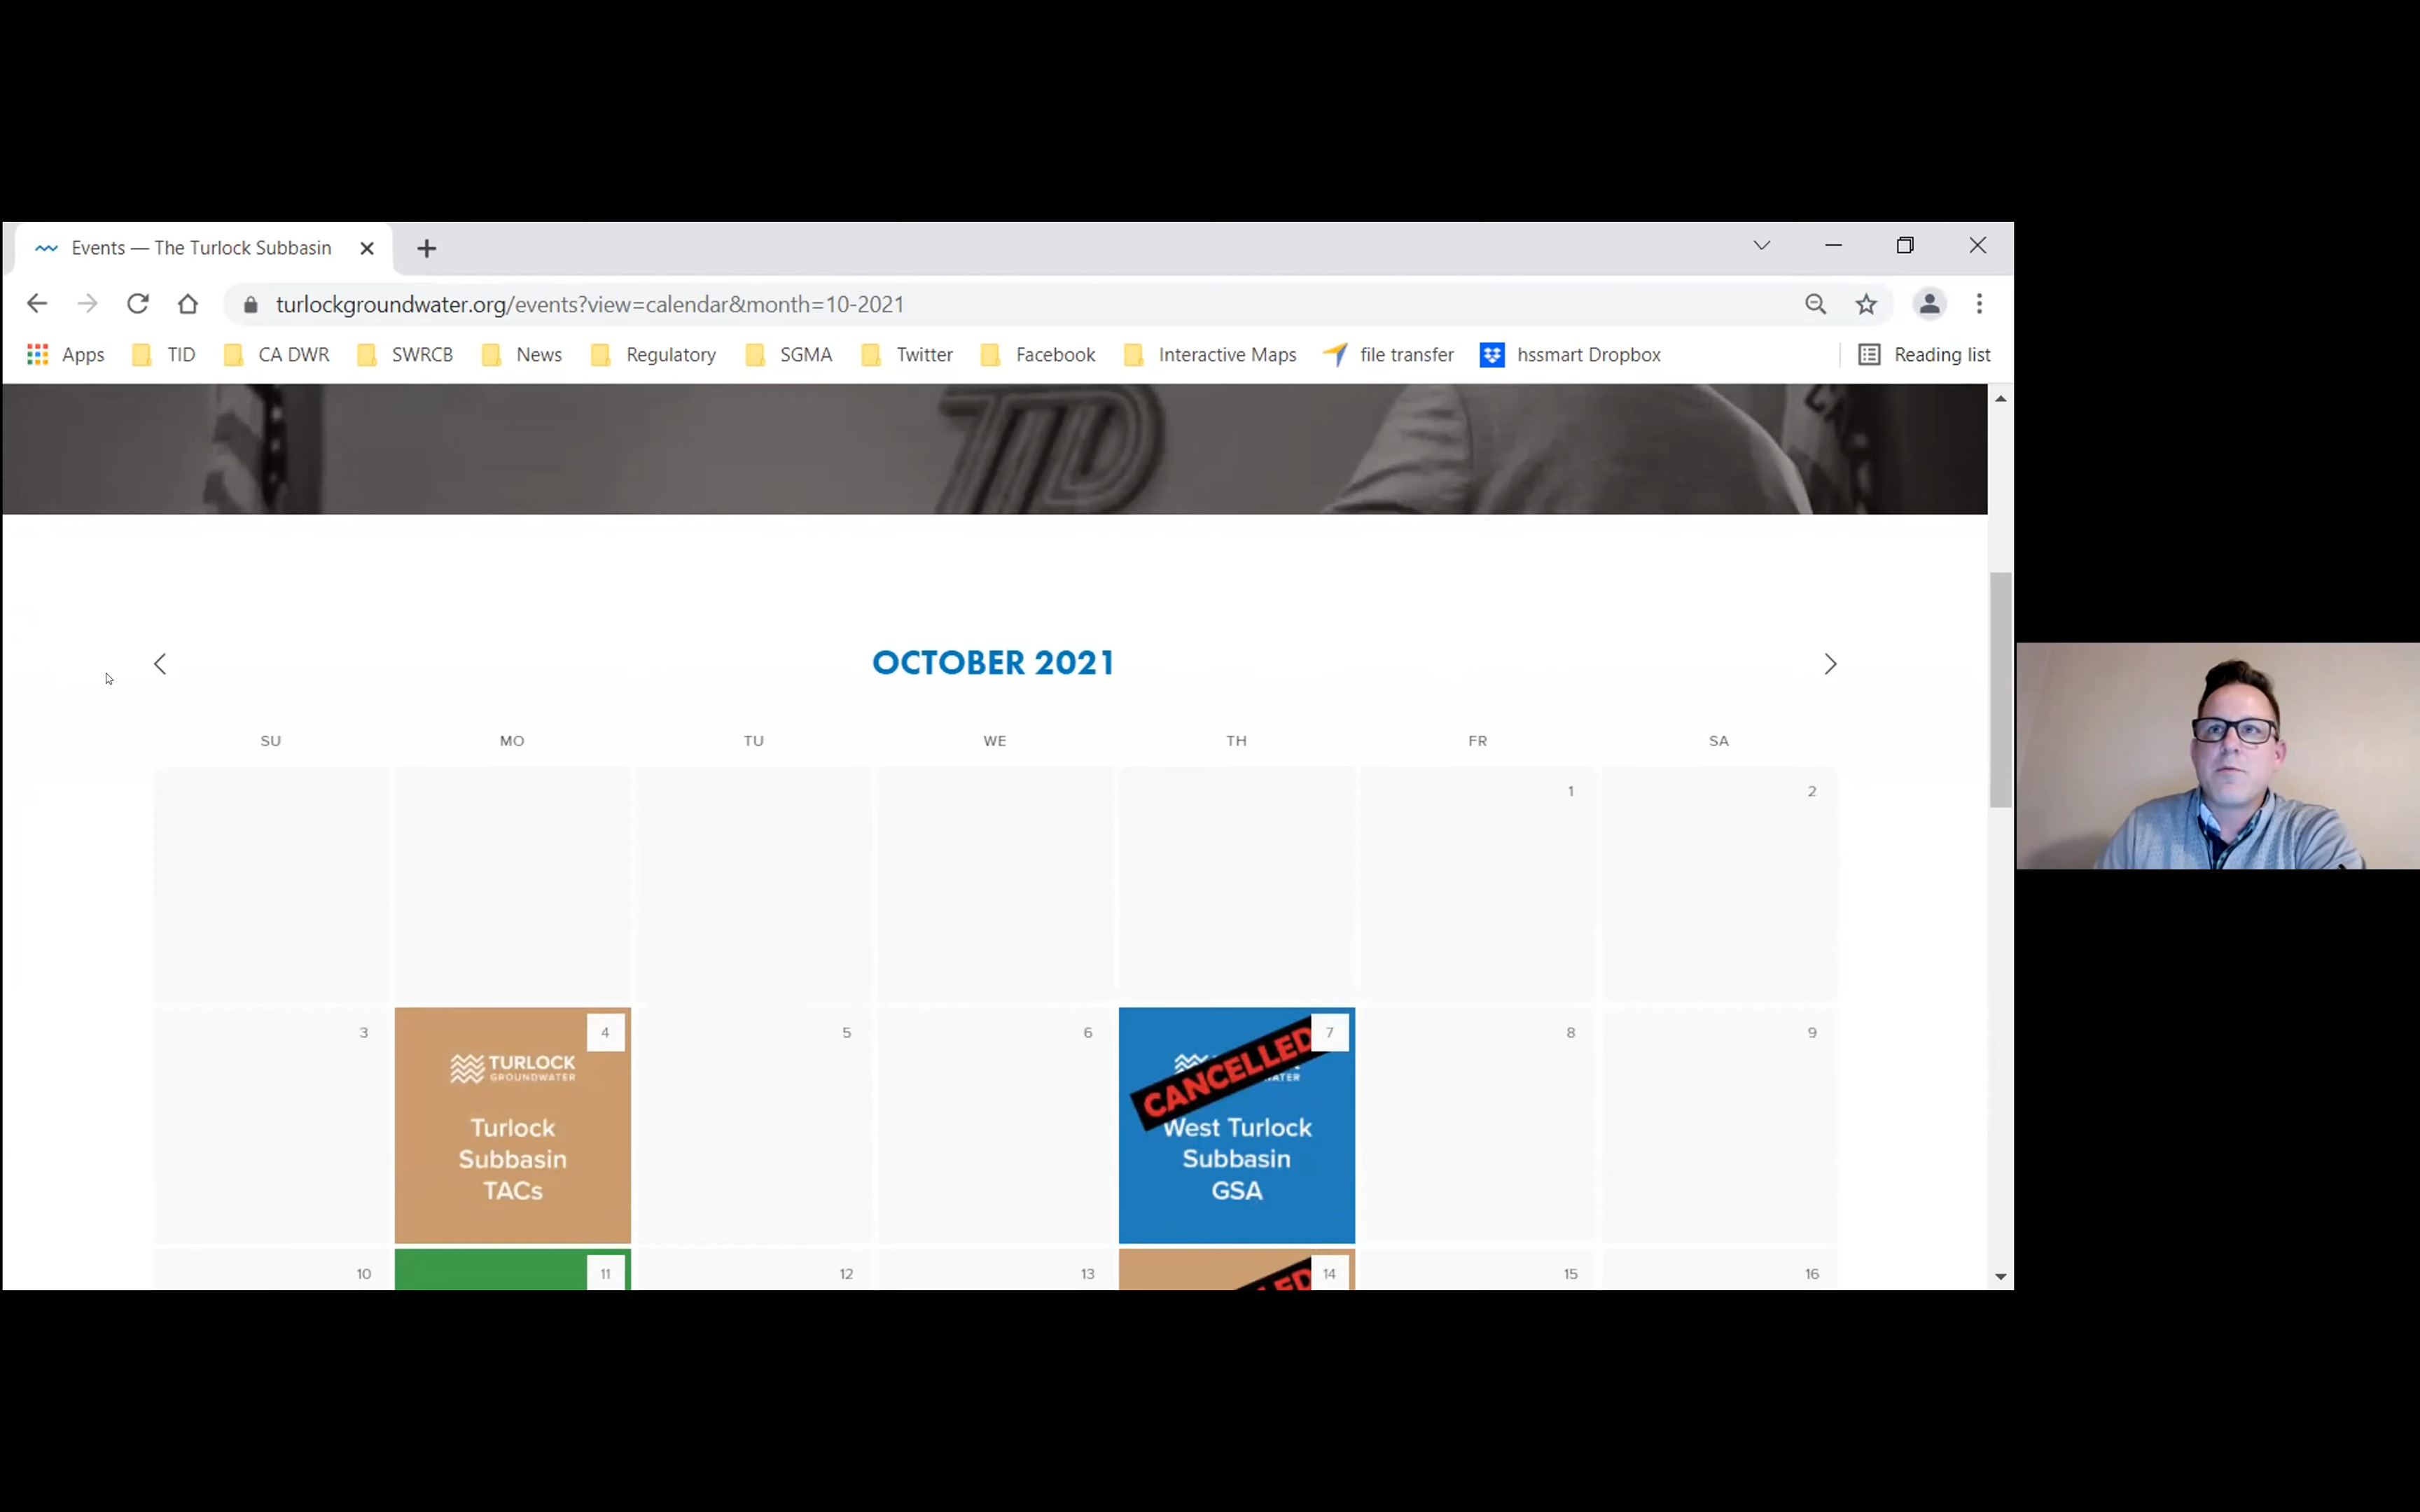 Events — The Turlock Subbasin
turlockgroundwater.org/events?view=calendar&month=10-2021
Apps TID CA DWR SWRCB News Regulatory SGMA Twitter Facebook Interactive Maps file transfer hssmart Dropbox Reading list
OCTOBER 2021
SU MO TU WE TH FR SA
1 2
3 4 5 6 7 8 9
TURLOCK
GROUNDWATER
Turlock
Subbasin
TACs
CANCELLED
West Turlock
Subbasin
GSA
10 11 12 13 14 15 16